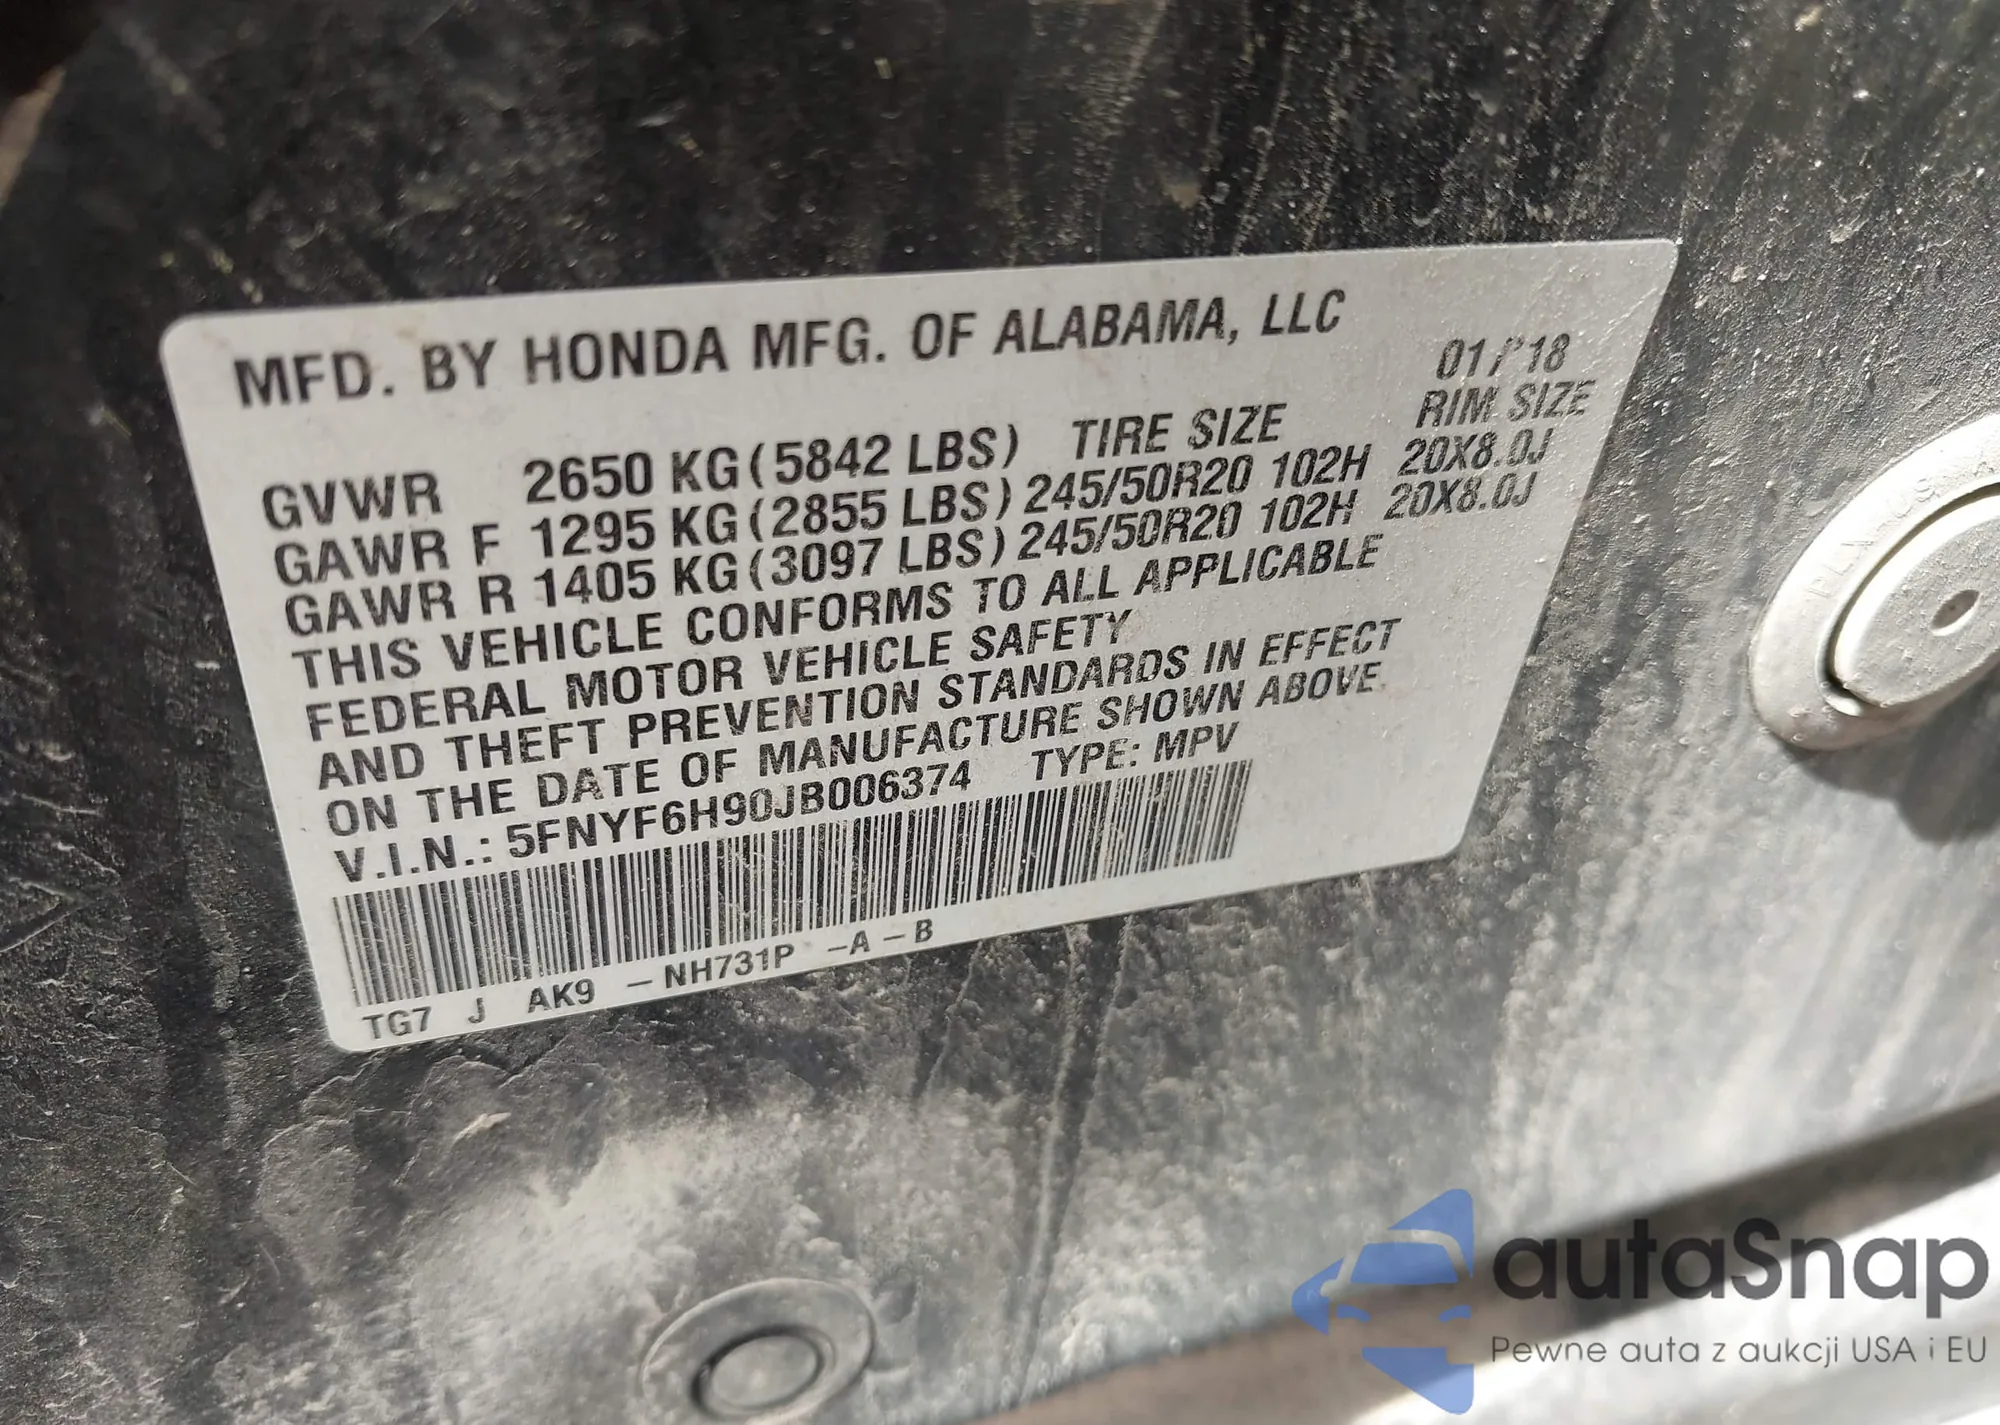 MFD. BY HONDA MFG. OF ALABAMA, LLC
01/'18
GVWR 2650 KG (5842 LBS) TIRE SIZE RIM SIZE
GAWR F 1295 KG (2855 LBS) 245/50R20 102H 20X8.0J
GAWR R 1405 KG (3097 LBS) 245/50R20 102H 20X8.0J
THIS VEHICLE CONFORMS TO ALL APPLICABLE
FEDERAL MOTOR VEHICLE SAFETY
AND THEFT PREVENTION STANDARDS IN EFFECT
ON THE DATE OF MANUFACTURE SHOWN ABOVE.
V.I.N.: 5FNYF6H90JB006374 TYPE: MPV
TG7 J AK9 -NH731P -A-B
autaSnap
Pewne auta z aukcji USA i EU